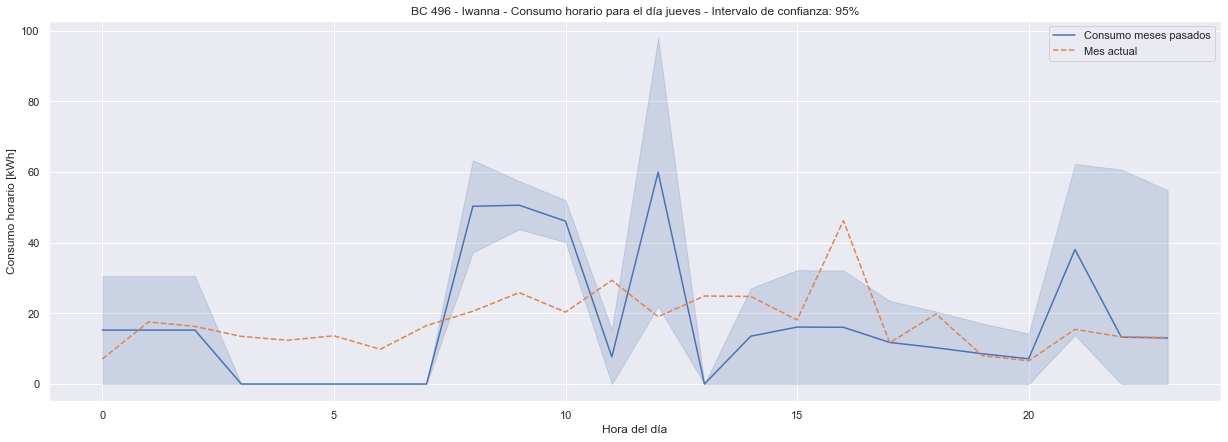 BC 496 - Iwanna - Consumo horario para el día jueves - Intervalo de confianza: 95%
Consumo meses pasados
Mes actual
Consumo horario [kWh]
100
80
60
40
20
0
0
5
10
15
20
Hora del día